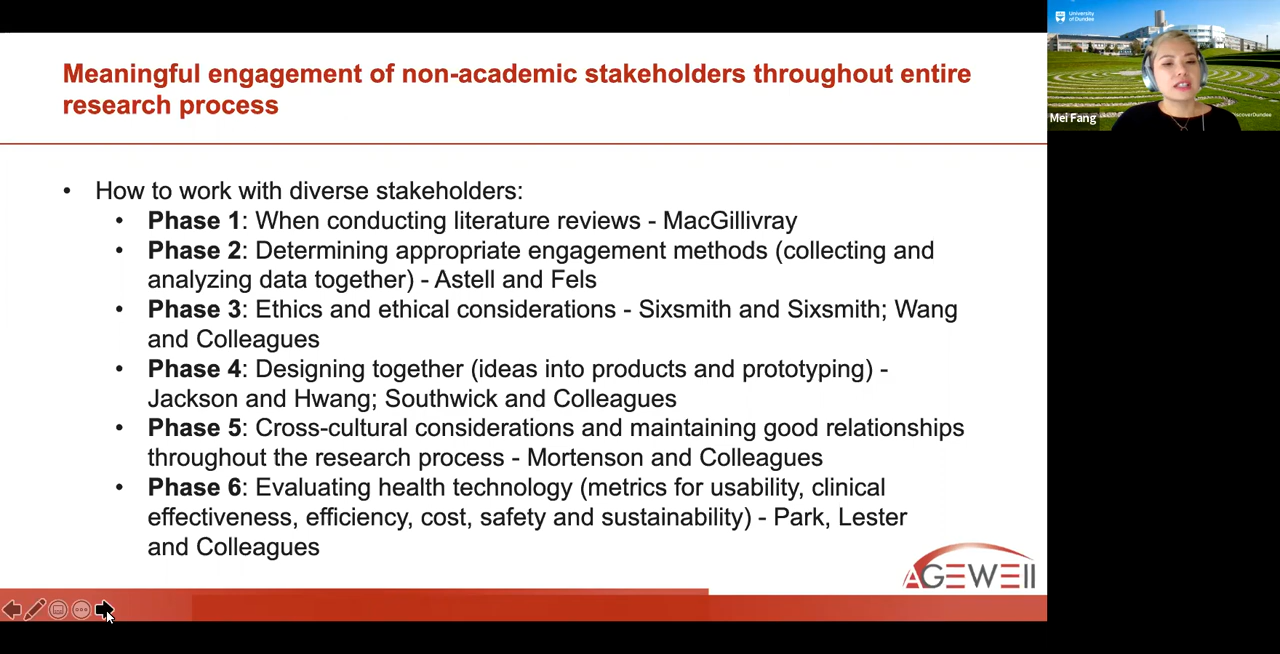 Meaningful engagement of non-academic stakeholders throughout entire
research process
• How to work with diverse stakeholders:
• Phase 1: When conducting literature reviews - MacGillivray
• Phase 2: Determining appropriate engagement methods (collecting and
analyzing data together) - Astell and Fels
• Phase 3: Ethics and ethical considerations - Sixsmith and Sixsmith; Wang
and Colleagues
• Phase 4: Designing together (ideas into products and prototyping) -
Jackson and Hwang; Southwick and Colleagues
• Phase 5: Cross-cultural considerations and maintaining good relationships
throughout the research process - Mortenson and Colleagues
• Phase 6: Evaluating health technology (metrics for usability, clinical
effectiveness, efficiency, cost, safety and sustainability) - Park, Lester
and Colleagues
AGEWEll
University
of Dundee
Mei Fang